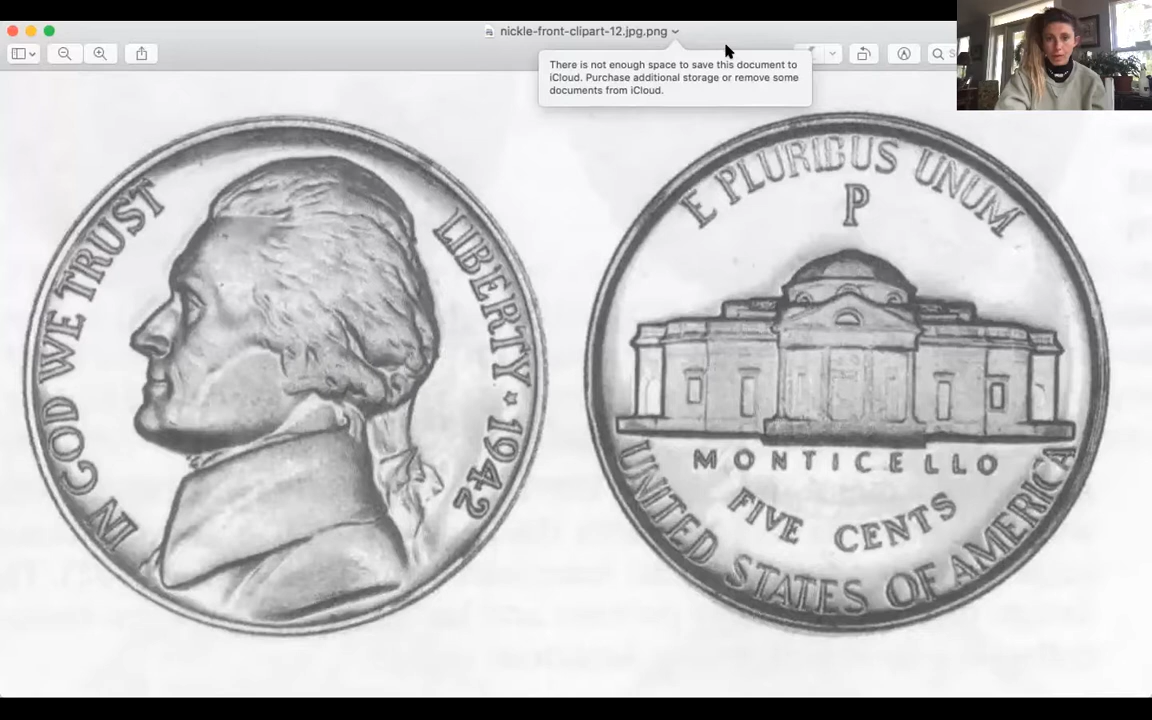 nickle-front-clipart-12.jpg.png
There is not enough space to save this document to
iCloud. Purchase additional storage or remove some
documents from iCloud.
IN GOD WE TRUST
LIBERTY ★ 1942
E PLURIBUS UNUM
P
MONTICELLO
FIVE CENTS
UNITED STATES OF AMERICA